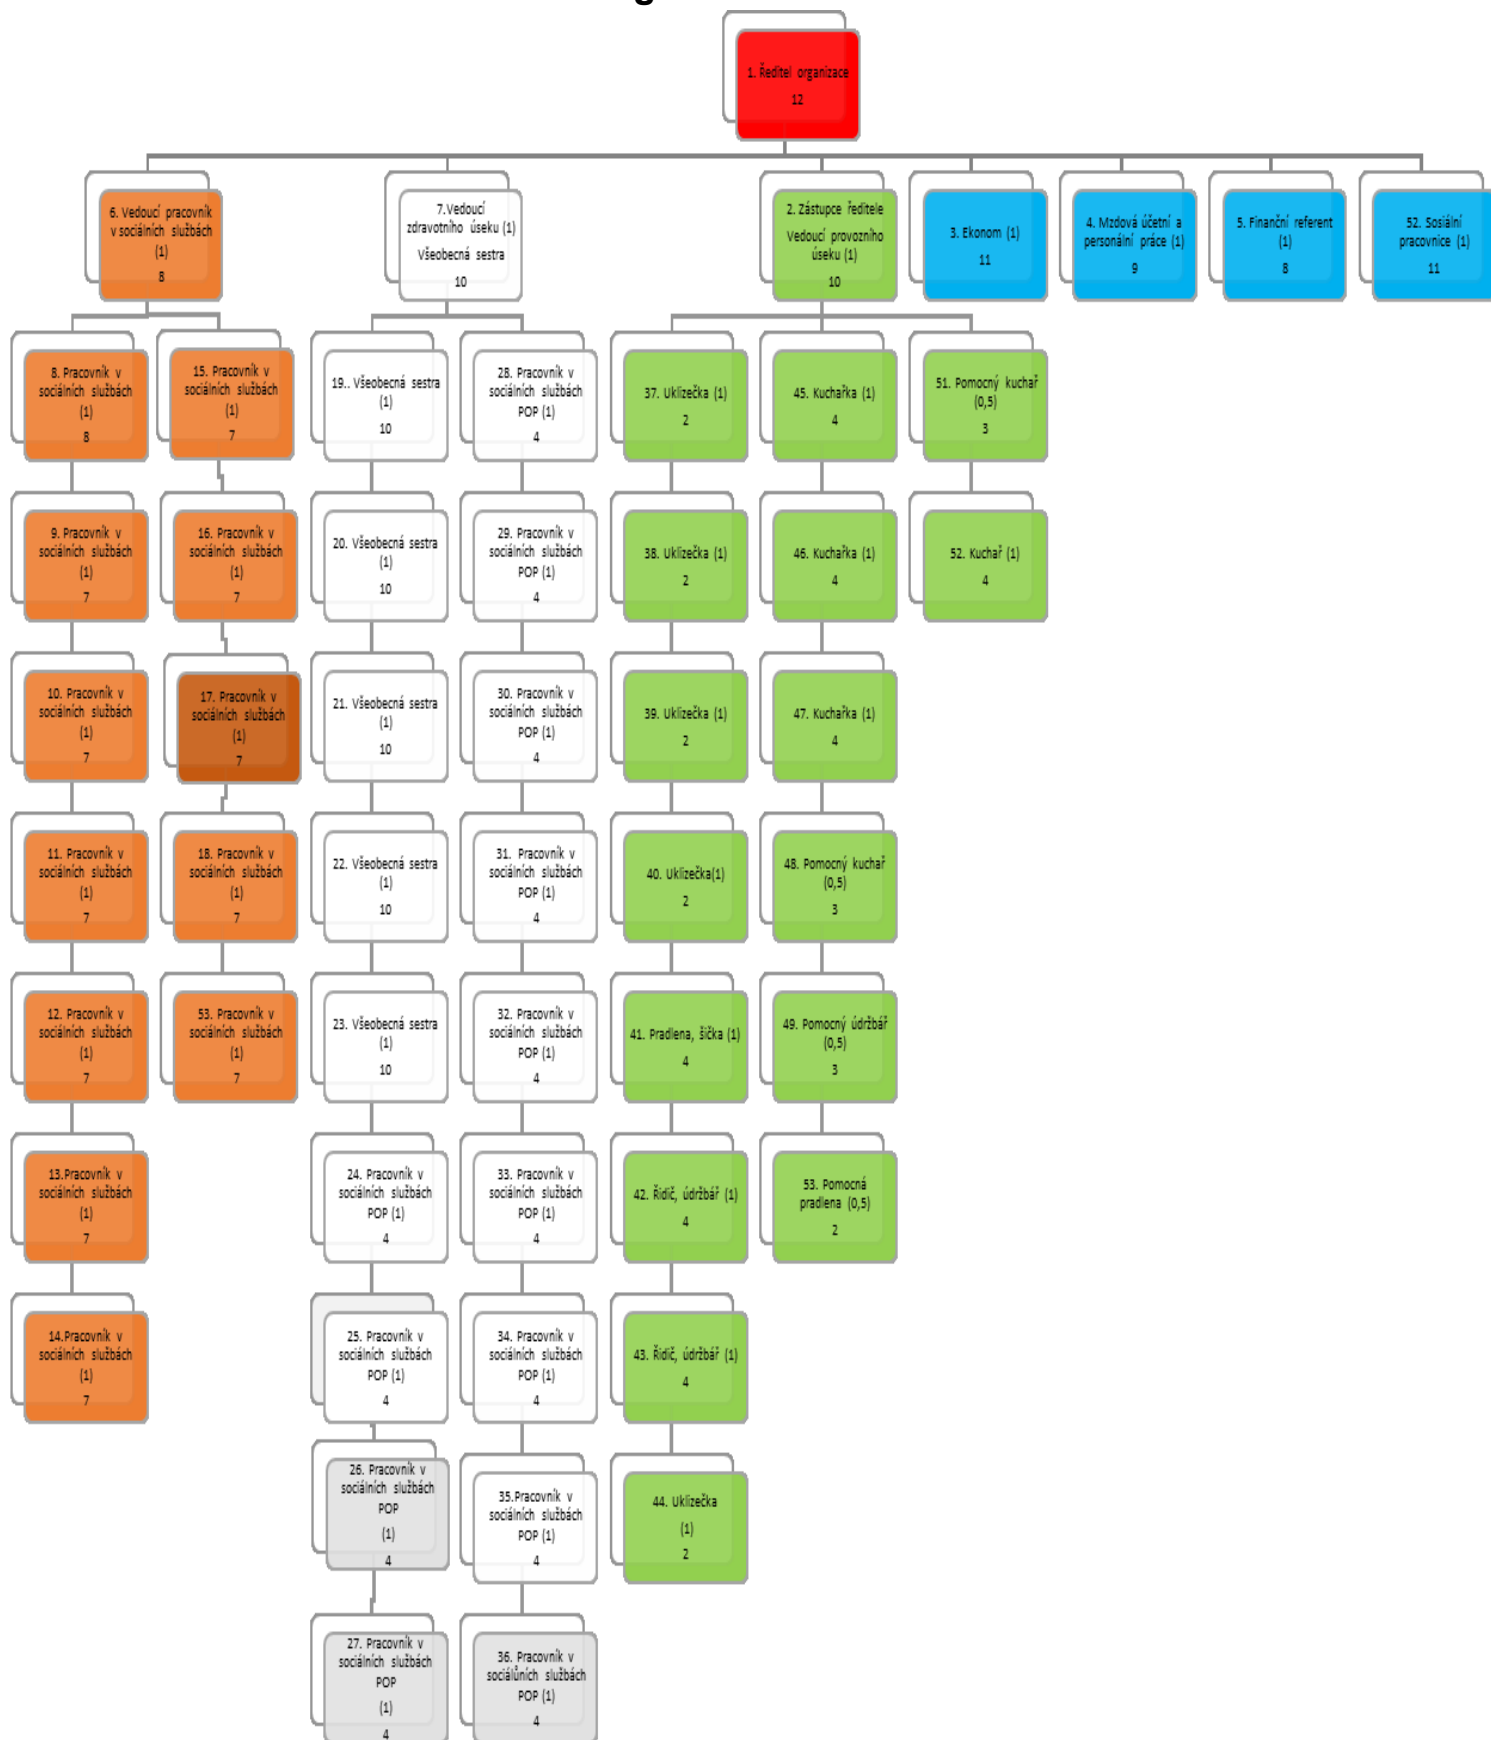 1. Ředitel organizace
12
6. Vedoucí pracovník
v sociálních službách
(1)
8
7.Vedoucí
zdravotního úseku (1)
Všeobecná sestra
10
2. Zástupce ředitele
Vedoucí provozního
úseku (1)
10
3. Ekonom (1)
11
4. Mzdová účetní a
personální práce (1)
9
5. Finanční referent
(1)
8
52. Sosiální
pracovnice (1)
11
8. Pracovník v
sociálních službách
(1)
8
15. Pracovník v
sociálních službách
(1)
7
19.. Všeobecná sestra
(1)
10
28. Pracovník v
sociálních službách
POP (1)
4
37. Uklizečka (1)
2
45. Kuchařka (1)
4
51. Pomocný kuchař
(0,5)
3
9. Pracovník v
sociálních službách
(1)
7
16. Pracovník v
sociálních službách
(1)
7
20. Všeobecná sestra
(1)
10
29. Pracovník v
sociálních službách
POP (1)
4
38. Uklizečka (1)
2
46. Kuchařka (1)
4
52. Kuchař (1)
4
10. Pracovník v
sociálních službách
(1)
7
17. Pracovník v
sociálních službách
(1)
7
21. Všeobecná sestra
(1)
10
30. Pracovník v
sociálních službách
POP (1)
4
39. Uklizečka (1)
2
47. Kuchařka (1)
4
11. Pracovník v
sociálních službách
(1)
7
18. Pracovník v
sociálních službách
(1)
7
22. Všeobecná sestra
(1)
10
31. Pracovník v
sociálních službách
POP (1)
4
40. Uklizečka(1)
2
48. Pomocný kuchař
(0,5)
3
12. Pracovník v
sociálních službách
(1)
7
53. Pracovník v
sociálních službách
(1)
7
23. Všeobecná sestra
(1)
10
32. Pracovník v
sociálních službách
POP (1)
4
41. Pradlena, šička (1)
4
49. Pomocný údržbář
(0,5)
3
13.Pracovník v
sociálních službách
(1)
7
24. Pracovník v
sociálních službách
POP (1)
4
33. Pracovník v
sociálních službách
POP (1)
4
42. Řidič, údržbář (1)
4
53. Pomocná
pradlena (0,5)
2
14.Pracovník v
sociálních službách
(1)
7
25. Pracovník v
sociálních službách
POP (1)
4
34. Pracovník v
sociálních službách
POP (1)
4
43. Řidič, údržbář (1)
4
26. Pracovník v
sociálních službách
POP
(1)
4
35.Pracovník v
sociálních službách
POP (1)
4
44. Uklizečka
(1)
2
27. Pracovník v
sociálních službách
POP
(1)
4
36. Pracovník v
sociálůních službách
POP (1)
4